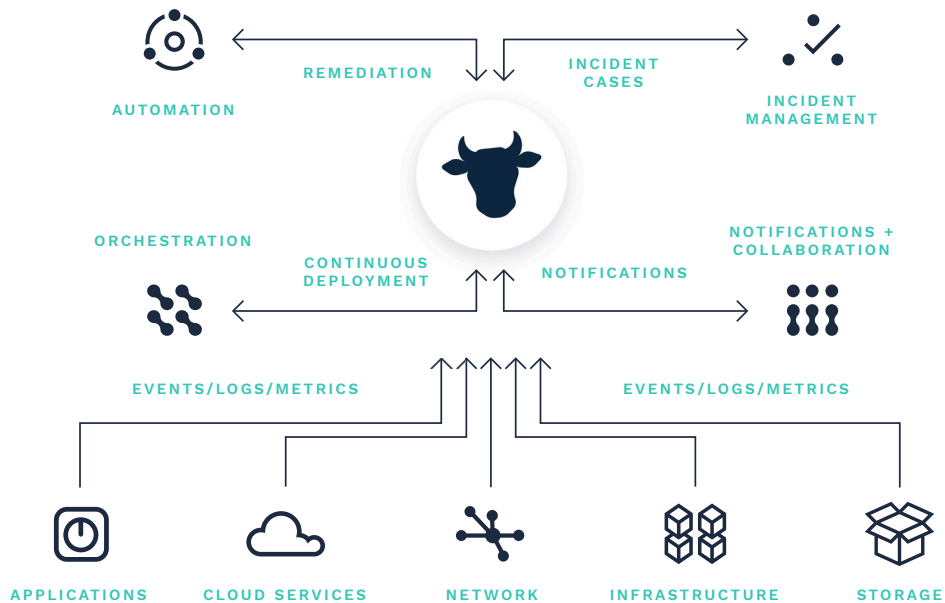 REMEDIATION
INCIDENT
CASES
AUTOMATION
INCIDENT
MANAGEMENT
ORCHESTRATION
NOTIFICATIONS +
COLLABORATION
CONTINUOUS
DEPLOYMENT
NOTIFICATIONS
EVENTS/LOGS/METRICS
EVENTS/LOGS/METRICS
APPLICATIONS
CLOUD SERVICES
NETWORK
INFRASTRUCTURE
STORAGE